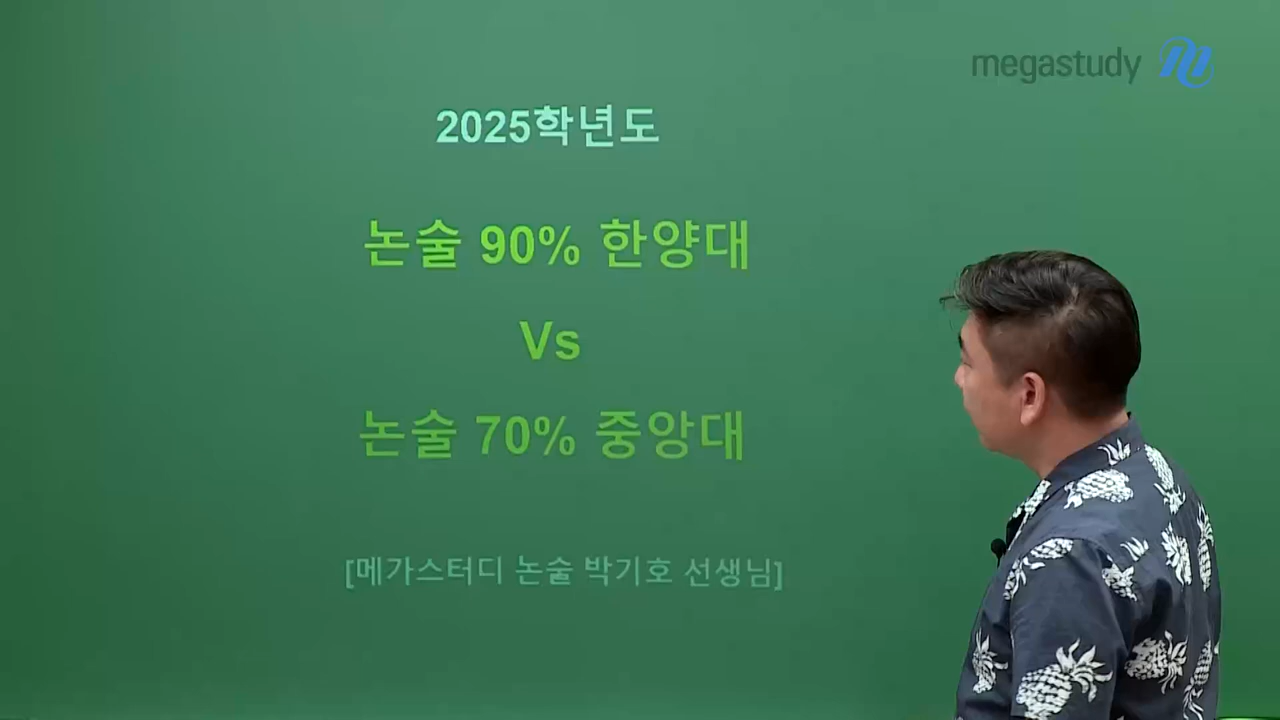 megastudy
2025학년도
논술 90% 한양대
Vs
논술 70% 중앙대
[메가스터디 논술 박기호 선생님]